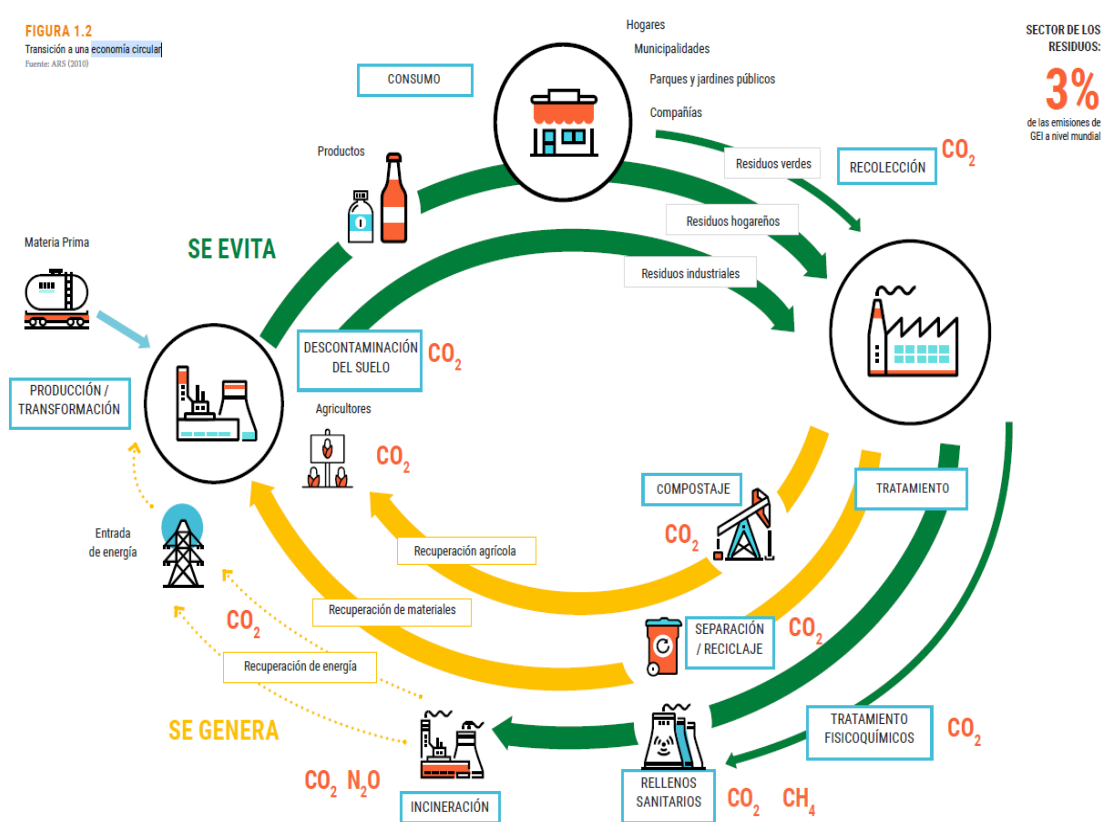 FIGURA 1.2
Transición a una economía circular
Fuente: ARS (2010)
SECTOR DE LOS
RESIDUOS:
3%
de las emisiones de
GEI a nivel mundial
Hogares
Municipalidades
Parques y jardines públicos
Compañías
CONSUMO
Productos
Residuos verdes
RECOLECCIÓN
CO₂
Residuos hogareños
Residuos industriales
SE EVITA
Materia Prima
DESCONTAMINACIÓN
DEL SUELO
CO₂
PRODUCCIÓN /
TRANSFORMACIÓN
Agricultores
CO₂
COMPOSTAJE
CO₂
TRATAMIENTO
Entrada
de energía
Recuperación agrícola
Recuperación de materiales
CO₂
SEPARACIÓN
/ RECICLAJE
CO₂
Recuperación de energía
SE GENERA
TRATAMIENTO
FISICOQUÍMICOS
CO₂
CO₂ N₂O
INCINERACIÓN
RELLENOS
SANITARIOS
CO₂ CH₄